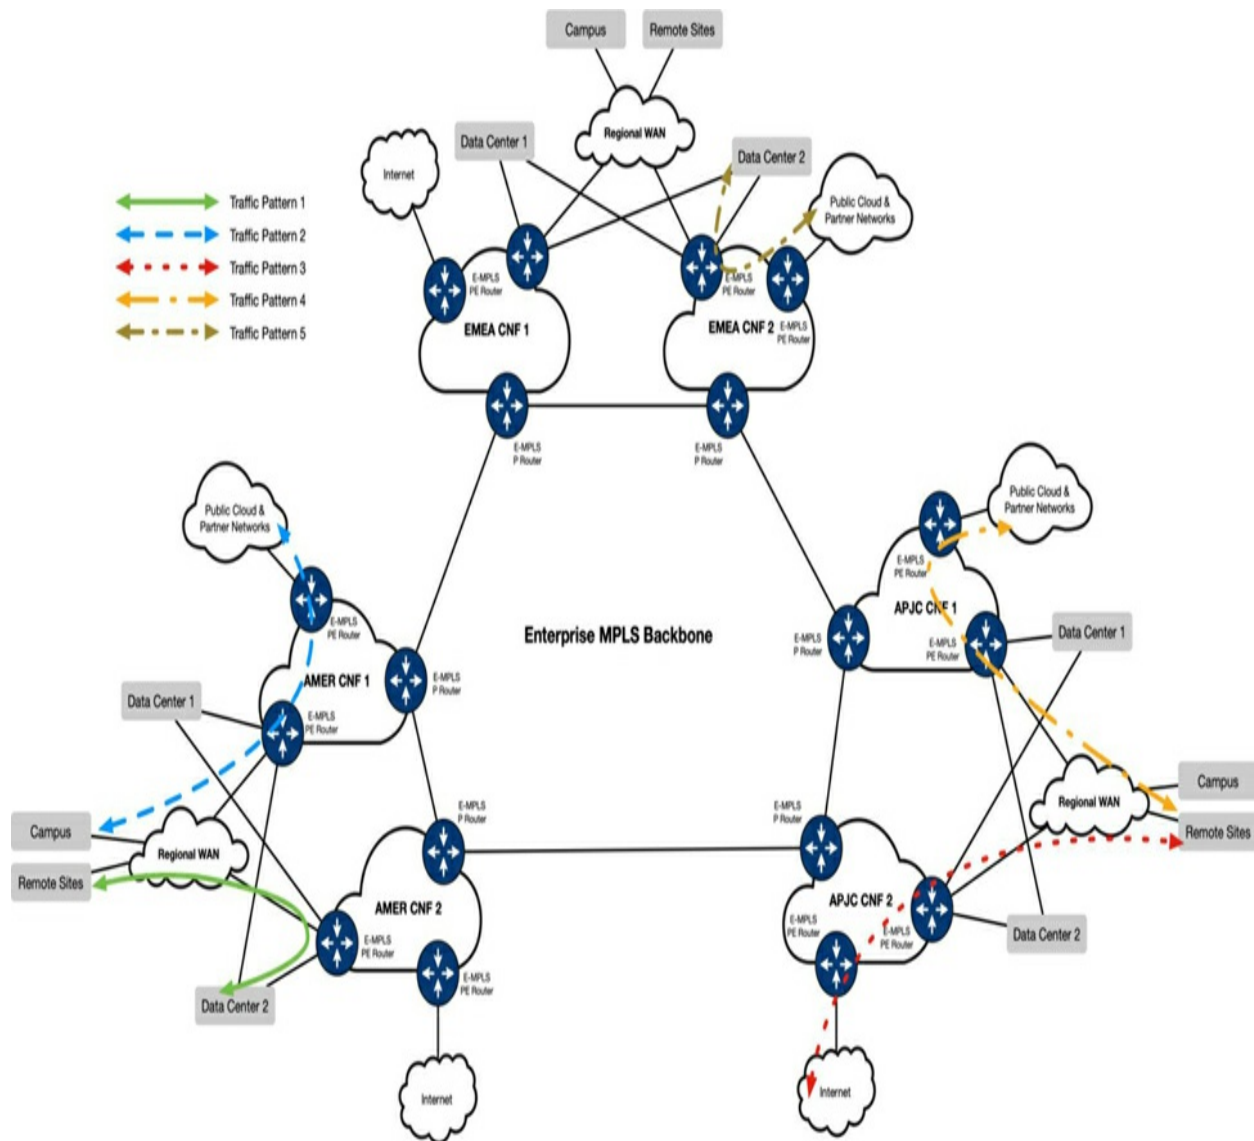 Campus
Remote Sites
Regional WAN
Data Center 1
Data Center 2
Internet
Public Cloud &
Partner Networks
Traffic Pattern 1
Traffic Pattern 2
Traffic Pattern 3
Traffic Pattern 4
Traffic Pattern 5
E-MPLS
PE Router
E-MPLS
PE Router
EMEA CNF 1
EMEA CNF 2
E-MPLS
PE Router
E-MPLS
P Router
E-MPLS
P Router
Public Cloud &
Partner Networks
Public Cloud &
Partner Networks
E-MPLS
PE Router
E-MPLS
PE Router
APJC CNF 1
Enterprise MPLS Backbone
E-MPLS
P Router
E-MPLS
PE Router
Data Center 1
AMER CNF 1
E-MPLS
P Router
Data Center 1
E-MPLS
PE Router
Campus
Regional WAN
Remote Sites
E-MPLS
P Router
E-MPLS
P Router
Campus
Regional WAN
Remote Sites
AMER CNF 2
APJC CNF 2
E-MPLS
PE Router
E-MPLS
PE Router
E-MPLS
PE Router
E-MPLS
PE Router
Data Center 2
Data Center 2
Internet
Internet